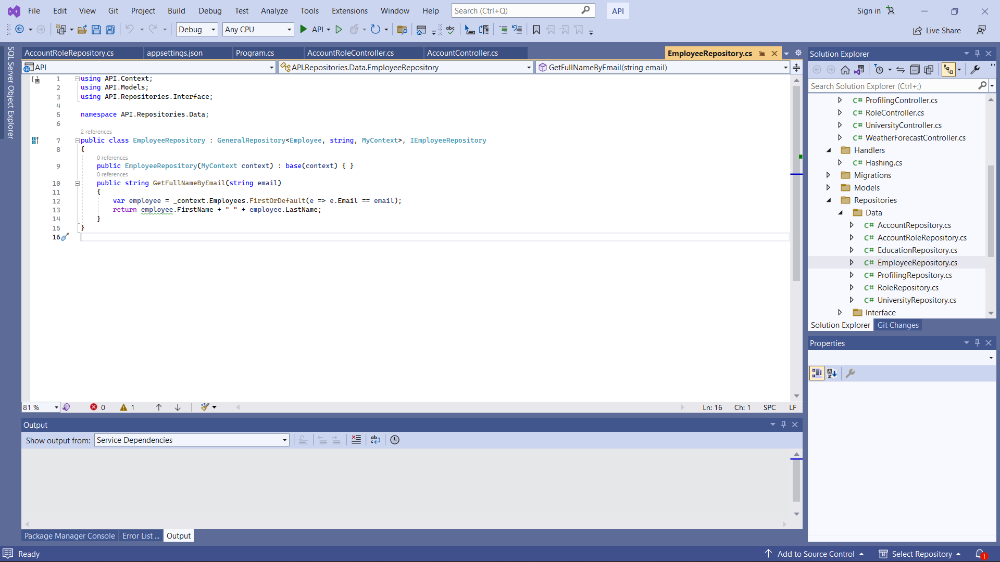 File Edit View Git Project Build Debug Test Analyze Tools Extensions Window Help Search (Ctrl+Q) API Sign in
Debug Any CPU API Live Share
SQL Server Object Explorer
AccountRoleRepository.cs appsettings.json Program.cs AccountRoleController.cs AccountController.cs EmployeeRepository.cs
API API.Repositories.Data.EmployeeRepository GetFullNameByEmail(string email)
1 using API.Context;
2 using API.Models;
3 using API.Repositories.Interface;
4
5 namespace API.Repositories.Data;
6
2 references
7 public class EmployeeRepository : GeneralRepository<Employee, string, MyContext>, IEmployeeRepository
8 {
0 references
9 public EmployeeRepository(MyContext context) : base(context) { }
0 references
10 public string GetFullNameByEmail(string email)
11 {
12 var employee = _context.Employees.FirstOrDefault(e => e.Email == email);
13 return employee.FirstName + " " + employee.LastName;
14 }
15 }
16
81 % 0 1 Ln: 16 Ch: 1 SPC LF
Output
Show output from: Service Dependencies
Package Manager Console Error List ... Output
Solution Explorer
Search Solution Explorer (Ctrl+;)
C# ProfilingController.cs
C# RoleController.cs
C# UniversityController.cs
C# WeatherForecastController.cs
Handlers
C# Hashing.cs
Migrations
Models
Repositories
Data
C# AccountRepository.cs
C# AccountRoleRepository.cs
C# EducationRepository.cs
C# EmployeeRepository.cs
C# ProfilingRepository.cs
C# RoleRepository.cs
C# UniversityRepository.cs
Interface
Solution Explorer Git Changes
Properties
Ready Add to Source Control Select Repository 1